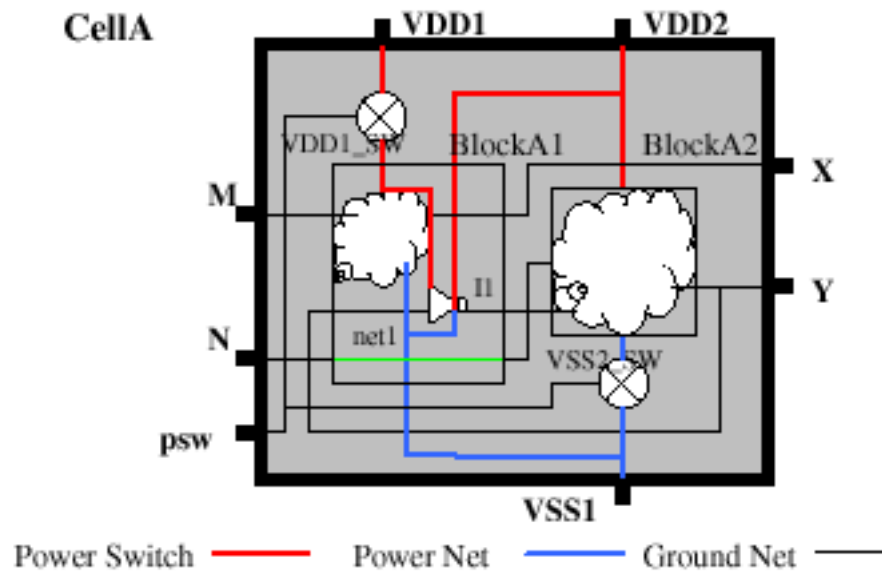 CellA
VDD1
VDD2
VDD1_SW
BlockA1
BlockA2
X
M
I1
Y
N
net1
VSS2_SW
psw
VSS1
Power Switch
Power Net
Ground Net